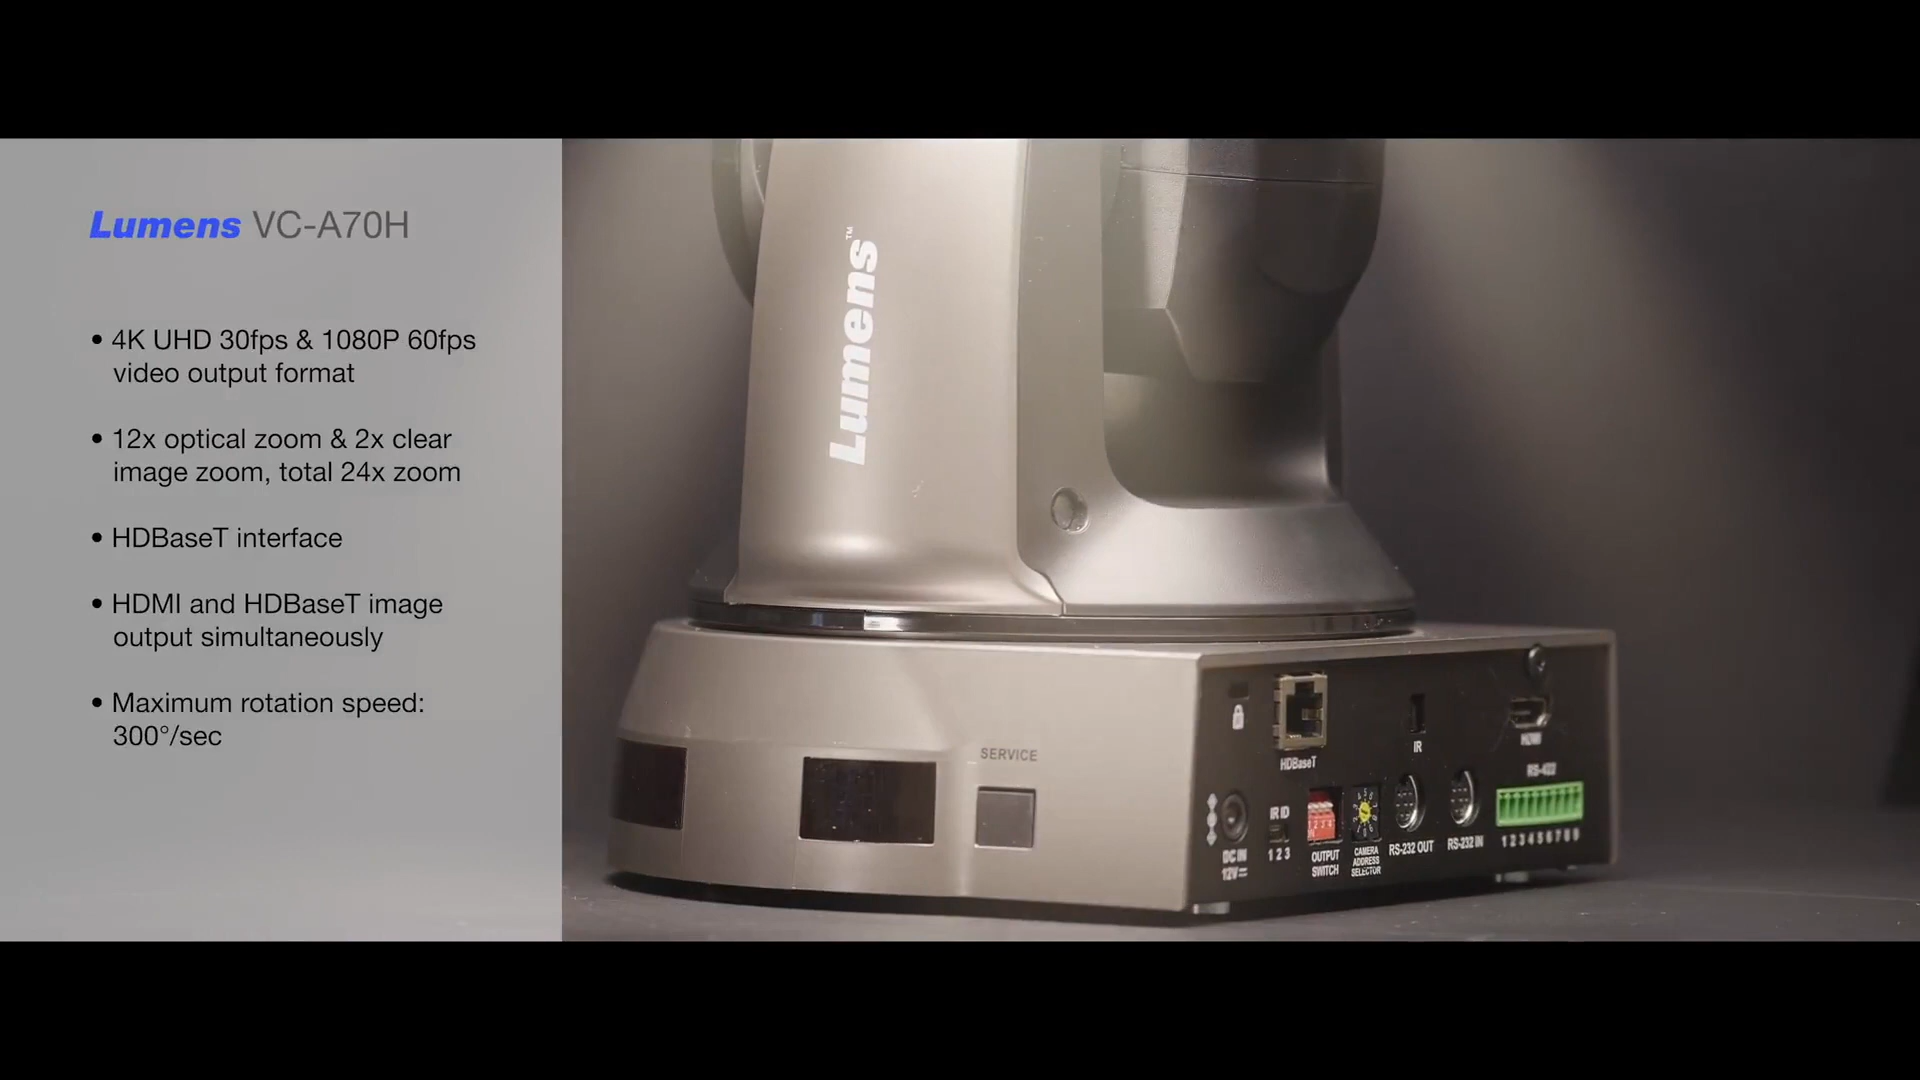 Lumens VC-A70H
• 4K UHD 30fps & 1080P 60fps
video output format
• 12x optical zoom & 2x clear
image zoom, total 24x zoom
• HDBaseT interface
• HDMI and HDBaseT image
output simultaneously
• Maximum rotation speed:
300°/sec
Lumens™
SERVICE
HDBaseT
IR
HDMI
RS-422
1 2 3 4 5 6 7 8 9
DC IN
12V
IR ID
1 2 3
OUTPUT
SWITCH
CAMERA
ADDRESS
SELECTOR
RS-232 OUT
RS-232 IN